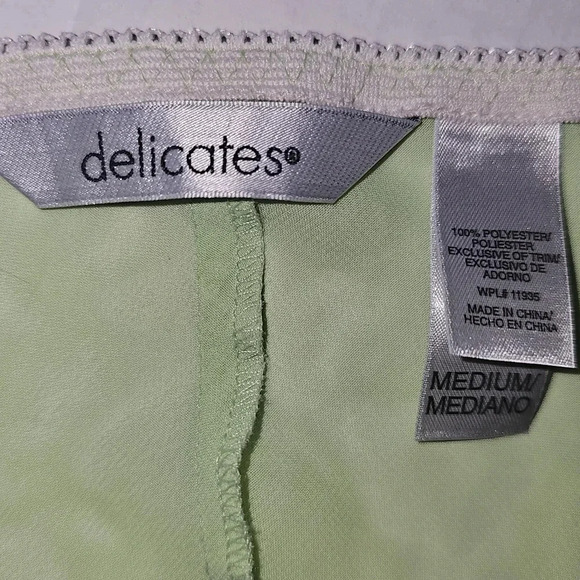 delicates®
100% POLYESTER/
POLIESTER
EXCLUSIVE OF TRIM/
EXCLUSIVO DE
ADORNO
WPL# 11935
MADE IN CHINA/
HECHO EN CHINA
MEDIUM/
MEDIANO